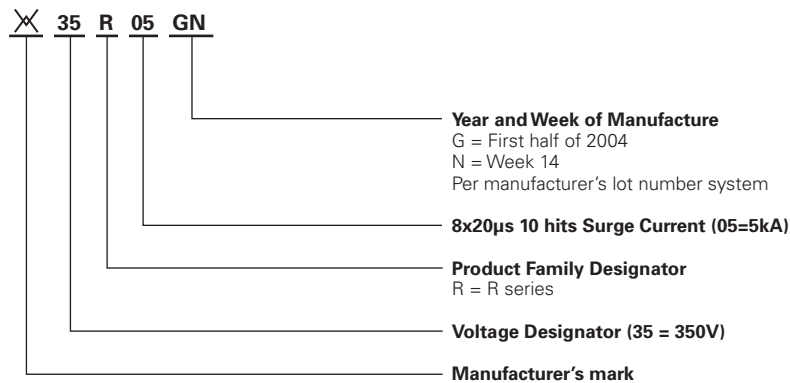 35 R 05 GN
Year and Week of Manufacture
G = First half of 2004
N = Week 14
Per manufacturer's lot number system
8x20µs 10 hits Surge Current (05=5kA)
Product Family Designator
R = R series
Voltage Designator (35 = 350V)
Manufacturer's mark